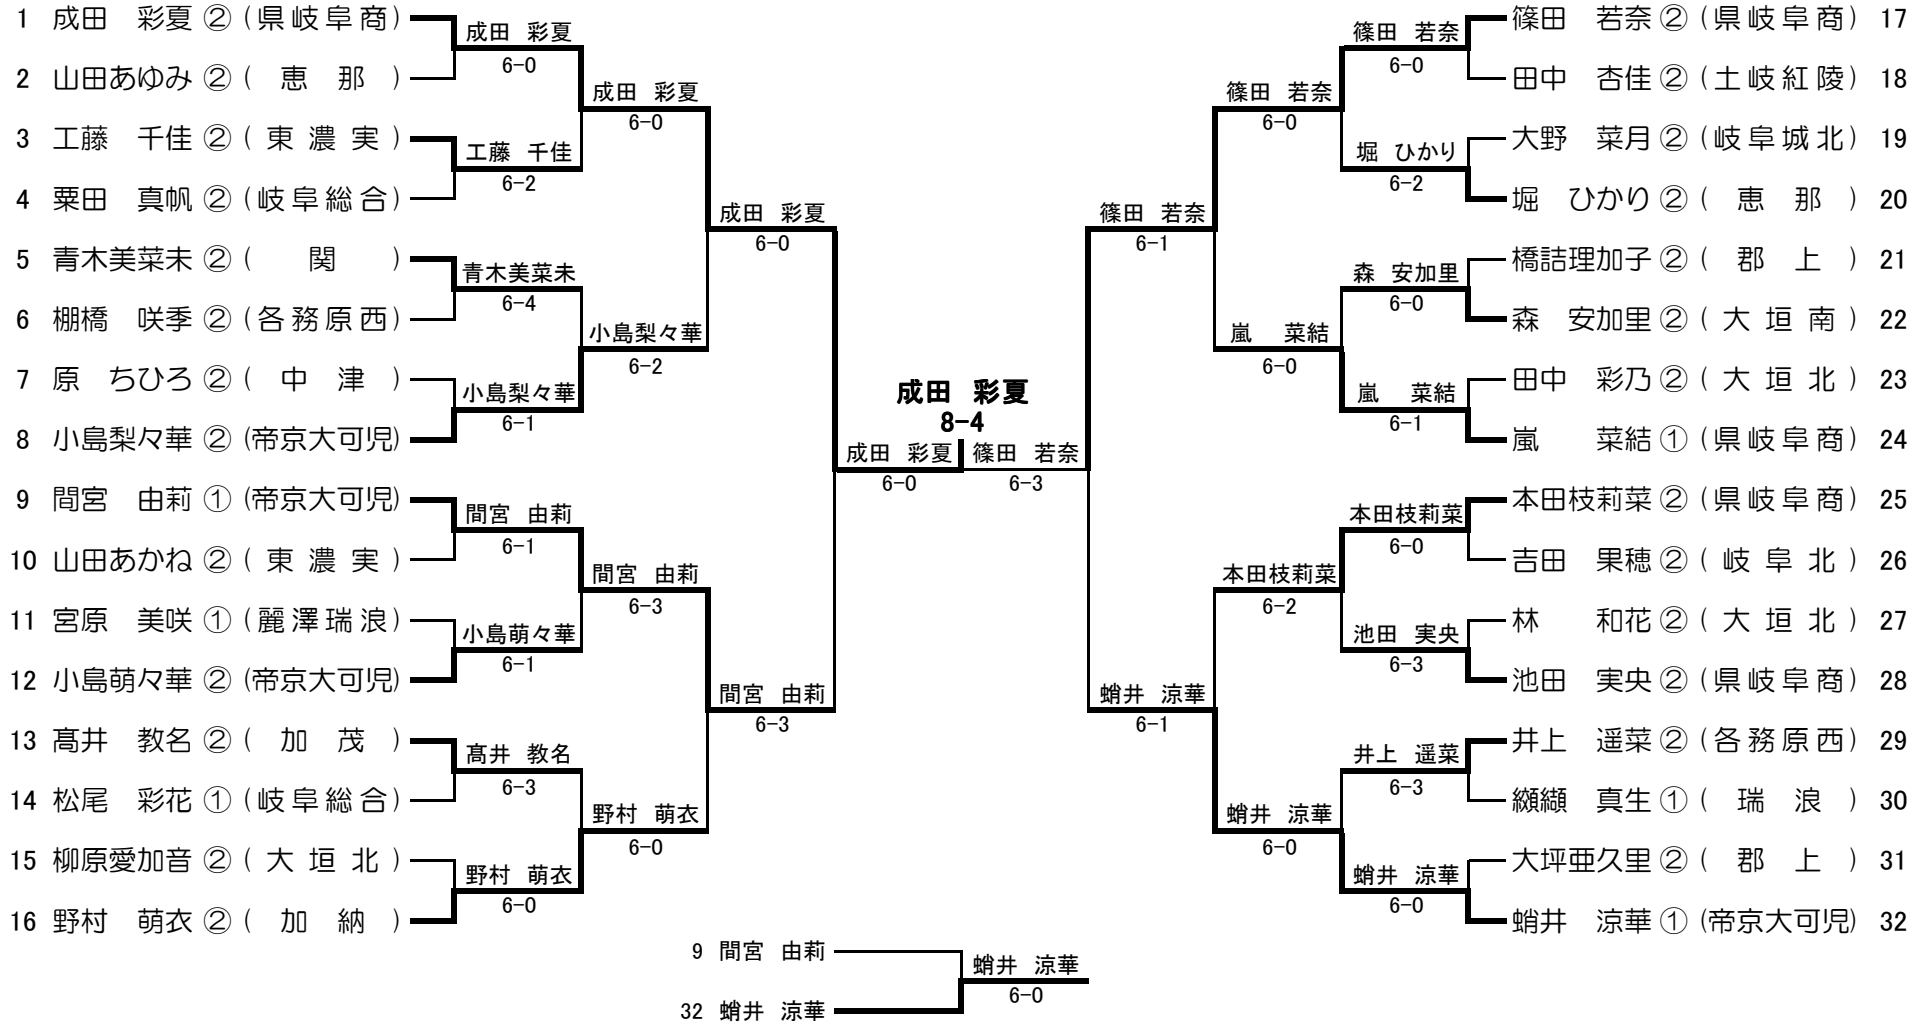 1 成田 彩夏 ② (県岐阜商)
2 山田あゆみ ② (恵那)
3 工藤 千佳 ② (東濃実)
4 粟田 真帆 ② (岐阜総合)
5 青木美菜未 ② (関)
6 棚橋 咲季 ② (各務原西)
7 原 ちひろ ② (中津)
8 小島梨々華 ② (帝京大可児)
9 間宮 由莉 ① (帝京大可児)
10 山田あかね ② (東濃実)
11 宮原 美咲 ① (麗澤瑞浪)
12 小島萌々華 ② (帝京大可児)
13 髙井 教名 ② (加茂)
14 松尾 彩花 ① (岐阜総合)
15 柳原愛加音 ② (大垣北)
16 野村 萌衣 ② (加納)
成田 彩夏
6-0
工藤 千佳
6-2
青木美菜未
6-4
小島梨々華
6-1
間宮 由莉
6-1
小島萌々華
6-1
髙井 教名
6-3
野村 萌衣
6-0
成田 彩夏
6-0
小島梨々華
6-2
間宮 由莉
6-3
野村 萌衣
6-0
成田 彩夏
6-0
間宮 由莉
6-3
成田 彩夏
6-0
成田 彩夏
8-4
篠田 若奈
6-3
篠田 若奈
6-1
蛸井 涼華
6-1
篠田 若奈
6-0
嵐 菜結
6-0
本田枝莉菜
6-2
蛸井 涼華
6-0
篠田 若奈
6-0
堀 ひかり
6-2
森 安加里
6-0
嵐 菜結
6-1
本田枝莉菜
6-0
池田 実央
6-3
井上 遥菜
6-3
蛸井 涼華
6-0
篠田 若奈 ② (県岐阜商) 17
田中 杏佳 ② (土岐紅陵) 18
大野 菜月 ② (岐阜城北) 19
堀 ひかり ② (恵那) 20
橋詰理加子 ② (郡上) 21
森 安加里 ② (大垣南) 22
田中 彩乃 ② (大垣北) 23
嵐 菜結 ① (県岐阜商) 24
本田枝莉菜 ② (県岐阜商) 25
吉田 果穂 ② (岐阜北) 26
林 和花 ② (大垣北) 27
池田 実央 ② (県岐阜商) 28
井上 遥菜 ② (各務原西) 29
纐纈 真生 ① (瑞浪) 30
大坪亜久里 ② (郡上) 31
蛸井 涼華 ① (帝京大可児) 32
9 間宮 由莉
32 蛸井 涼華
蛸井 涼華
6-0